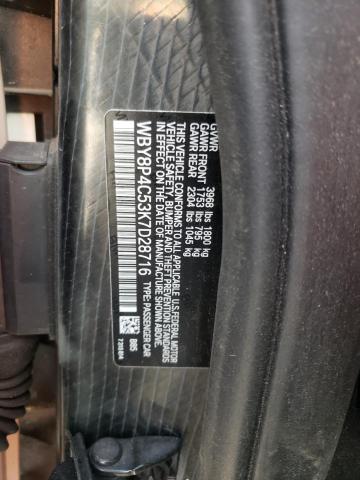 GVWR 3968 lbs 1800 kg
GAWR FRONT 1753 lbs 795 kg
GAWR REAR 2304 lbs 1045 kg
THIS VEHICLE CONFORMS TO ALL APPLICABLE U.S.FEDERAL MOTOR
VEHICLE SAFETY, BUMPER, AND THEFT PREVENTION STANDARDS
IN EFFECT ON THE DATE OF MANUFACTURE SHOWN ABOVE.
WBY8P4C53K7D28716 TYPE: PASSENGER CAR
B85